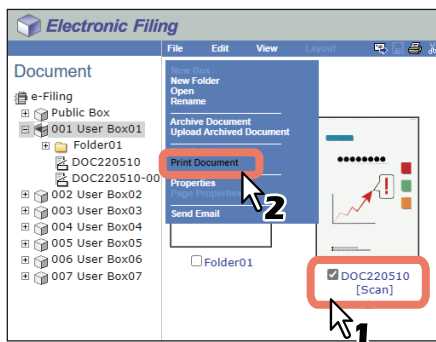 Electronic Filing
File Edit View Layout
Document
e-Filing
Public Box
001 User Box01
Folder01
DOC220510
DOC220510-00
002 User Box02
003 User Box03
004 User Box04
005 User Box05
006 User Box06
007 User Box07
New Box
New Folder
Open
Rename
Archive Document
Upload Archived Document
Print Document
Properties
Page Properties
Send Email
2
Folder01
!
DOC220510
[Scan]
1